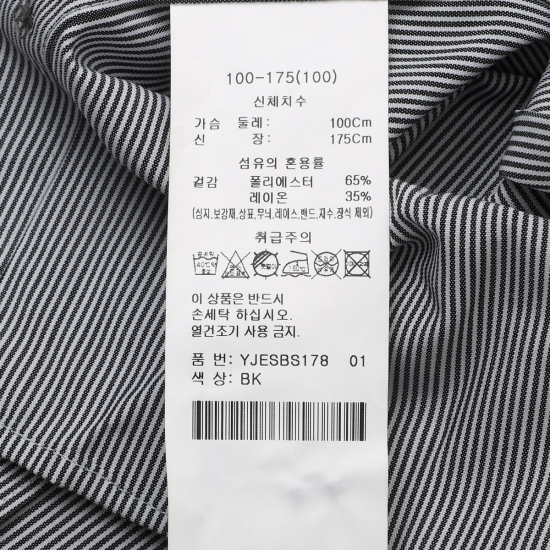 100-175(100)
신체치수
가슴 둘레: 100Cm
신 장: 175Cm
섬유의 혼용률
겉감 폴리에스터 65%
레이온 35%
(심지,보강재,상표,무늬,레이스,밴드,자수,장식 제외)
취급주의
40℃
이 상품은 반드시
손세탁 하십시오.
열건조기 사용 금지.
품 번: YJESBS178 01
색 상: BK